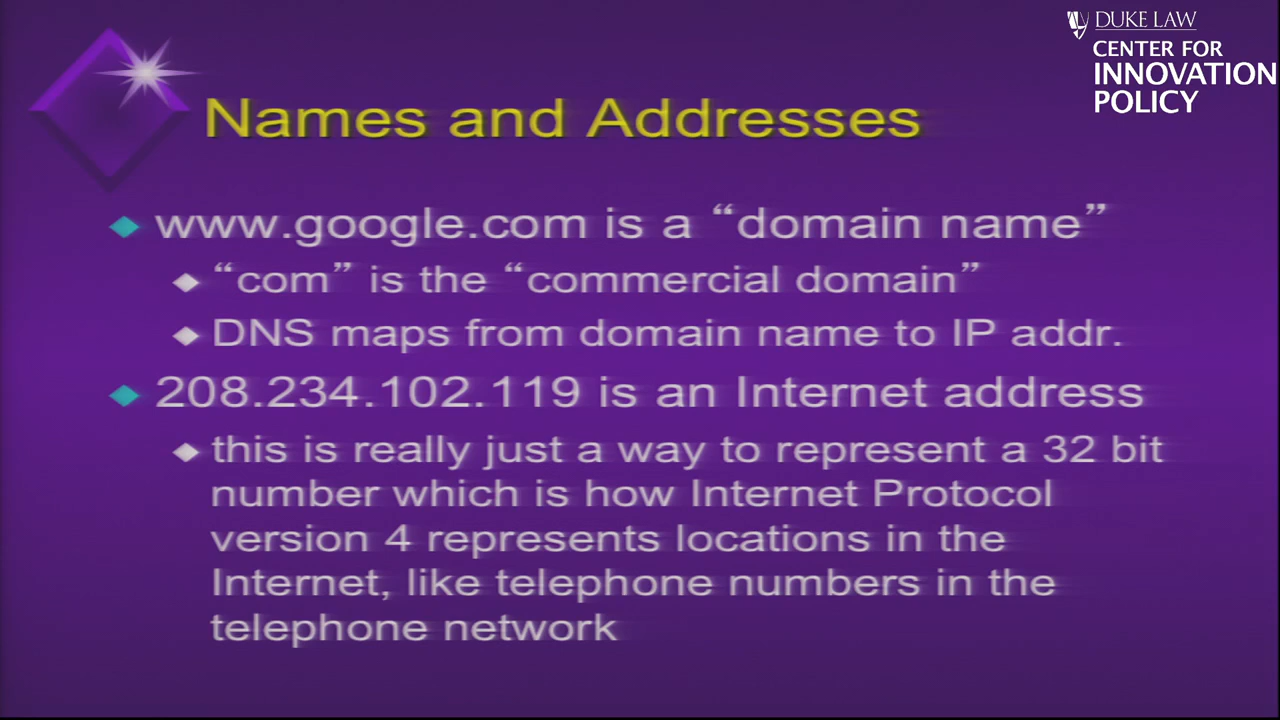 DUKE LAW
CENTER FOR
INNOVATION
POLICY
Names and Addresses
www.google.com is a “domain name”
“com” is the “commercial domain”
DNS maps from domain name to IP addr.
208.234.102.119 is an Internet address
this is really just a way to represent a 32 bit
number which is how Internet Protocol
version 4 represents locations in the
Internet, like telephone numbers in the
telephone network